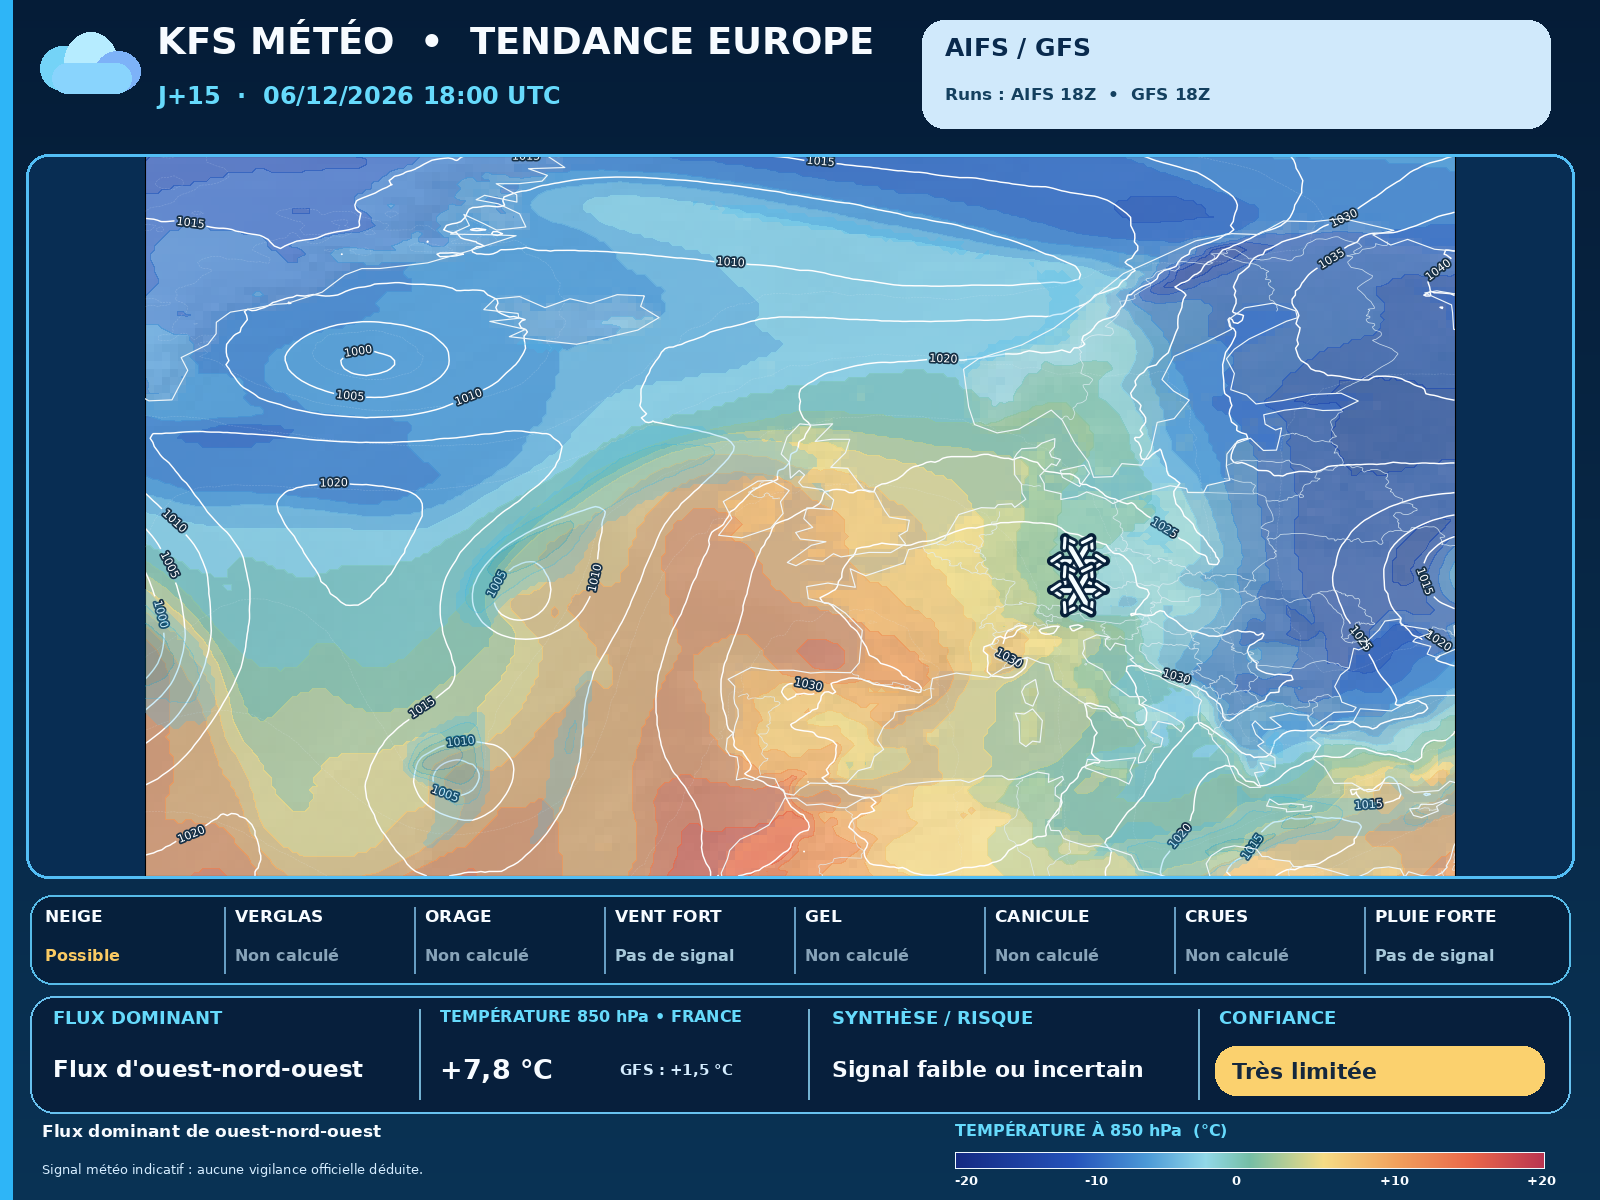 KFS MÉTÉO • TENDANCE EUROPE
J+15 · 06/12/2026 18:00 UTC
AIFS / GFS
Runs : AIFS 18Z • GFS 18Z
1015
1015
1015
1030
1035
1040
1010
1000
1005
1010
1020
1020
1010
1005
1000
1005
1010
1025
1015
1025
1020
1030
1030
1030
1015
1010
1005
1020
1015
1020
1015
NEIGE
Possible
VERGLAS
Non calculé
ORAGE
Non calculé
VENT FORT
Pas de signal
GEL
Non calculé
CANICULE
Non calculé
CRUES
Non calculé
PLUIE FORTE
Pas de signal
FLUX DOMINANT
Flux d'ouest-nord-ouest
TEMPÉRATURE 850 hPa • FRANCE
+7,8 °C GFS : +1,5 °C
SYNTHÈSE / RISQUE
Signal faible ou incertain
CONFIANCE
Très limitée
Flux dominant de ouest-nord-ouest
Signal météo indicatif : aucune vigilance officielle déduite.
TEMPÉRATURE À 850 hPa (°C)
-20 -10 0 +10 +20